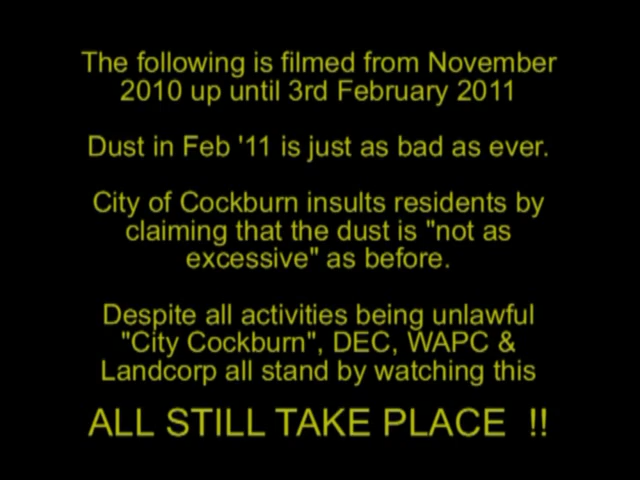 The following is filmed from November
2010 up until 3rd February 2011
Dust in Feb '11 is just as bad as ever.
City of Cockburn insults residents by
claiming that the dust is "not as
excessive" as before.
Despite all activities being unlawful
"City Cockburn", DEC, WAPC &
Landcorp all stand by watching this
ALL STILL TAKE PLACE !!